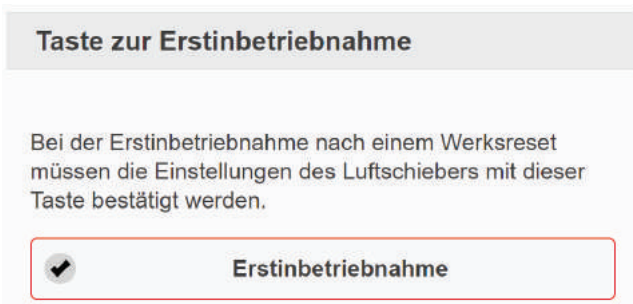 Taste zur Erstinbetriebnahme
Bei der Erstinbetriebnahme nach einem Werksreset
müssen die Einstellungen des Luftschiebers mit dieser
Taste bestätigt werden.
Erstinbetriebnahme